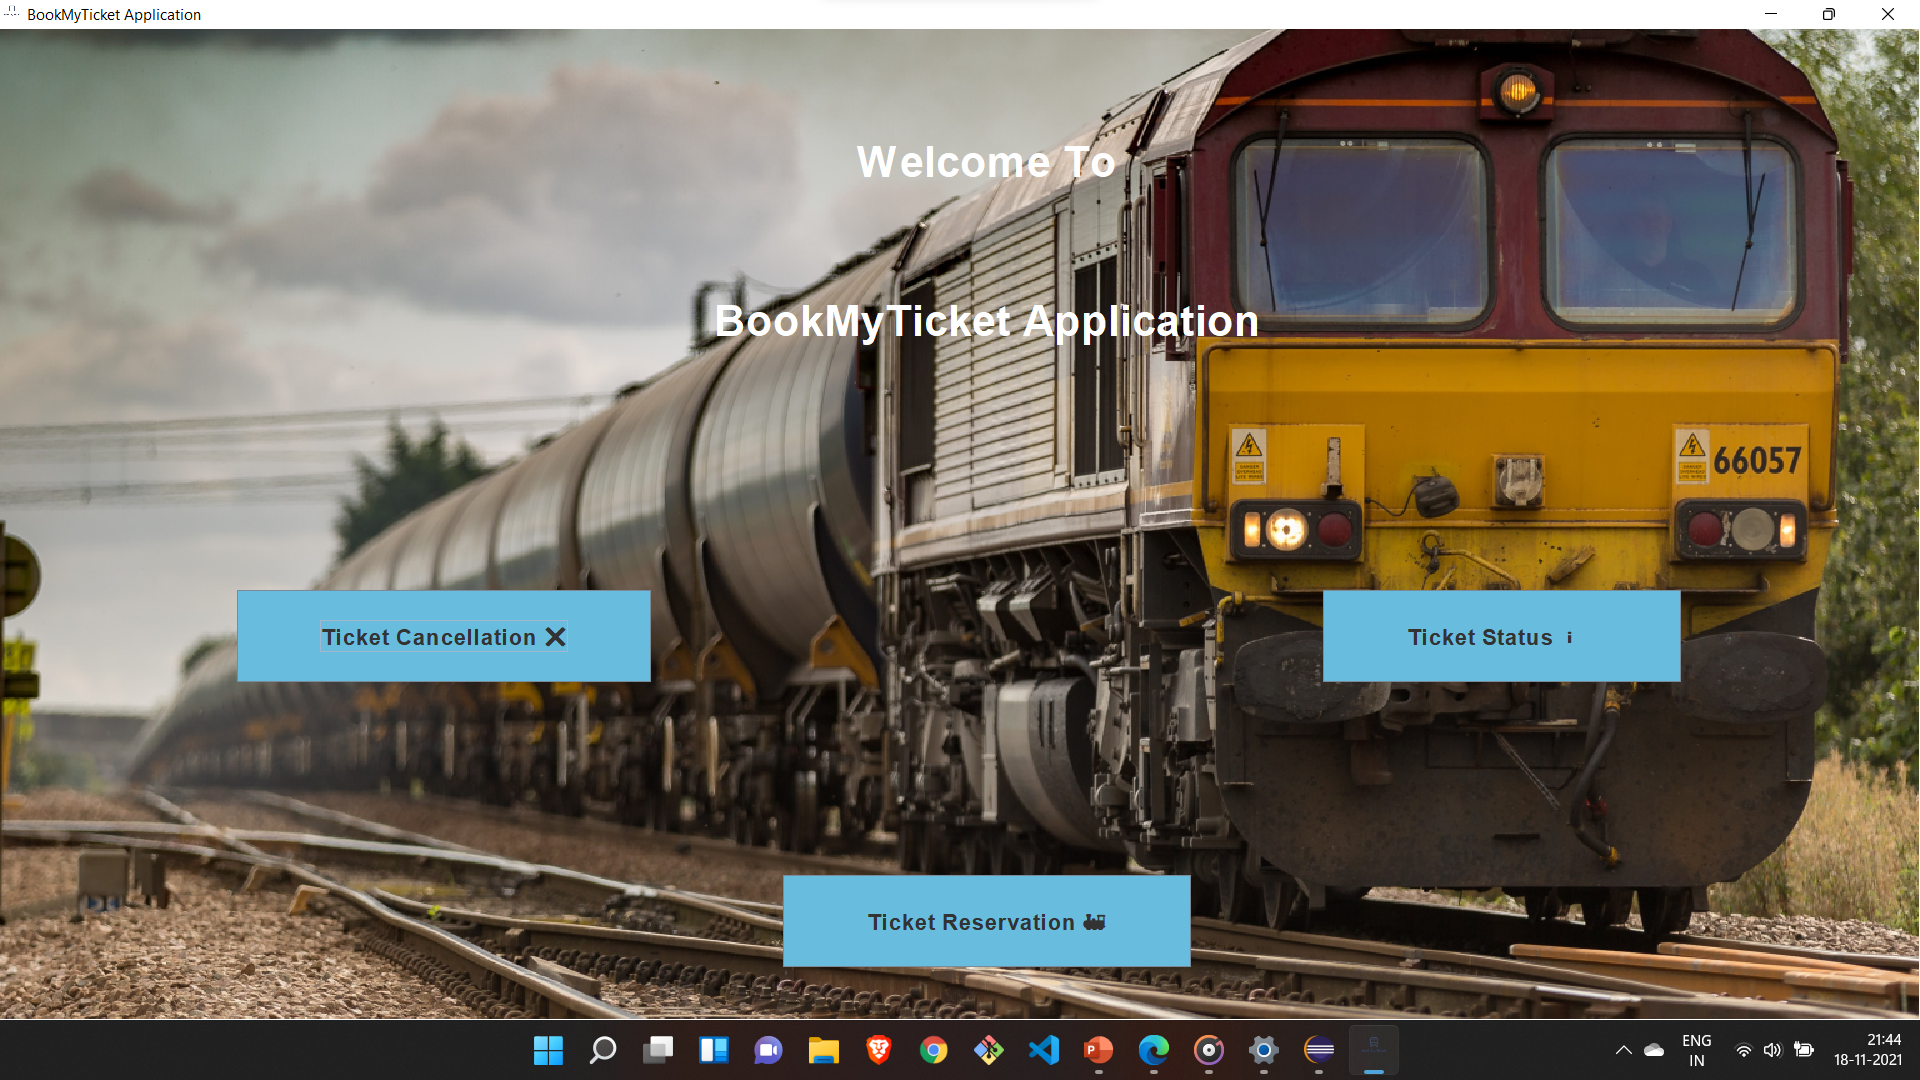 BookMyTicket Application
Welcome To
BookMyTicket Application
66057
Ticket Cancellation ❌
Ticket Status ℹ
Ticket Reservation 🚂
ENG
IN
21:44
18-11-2021